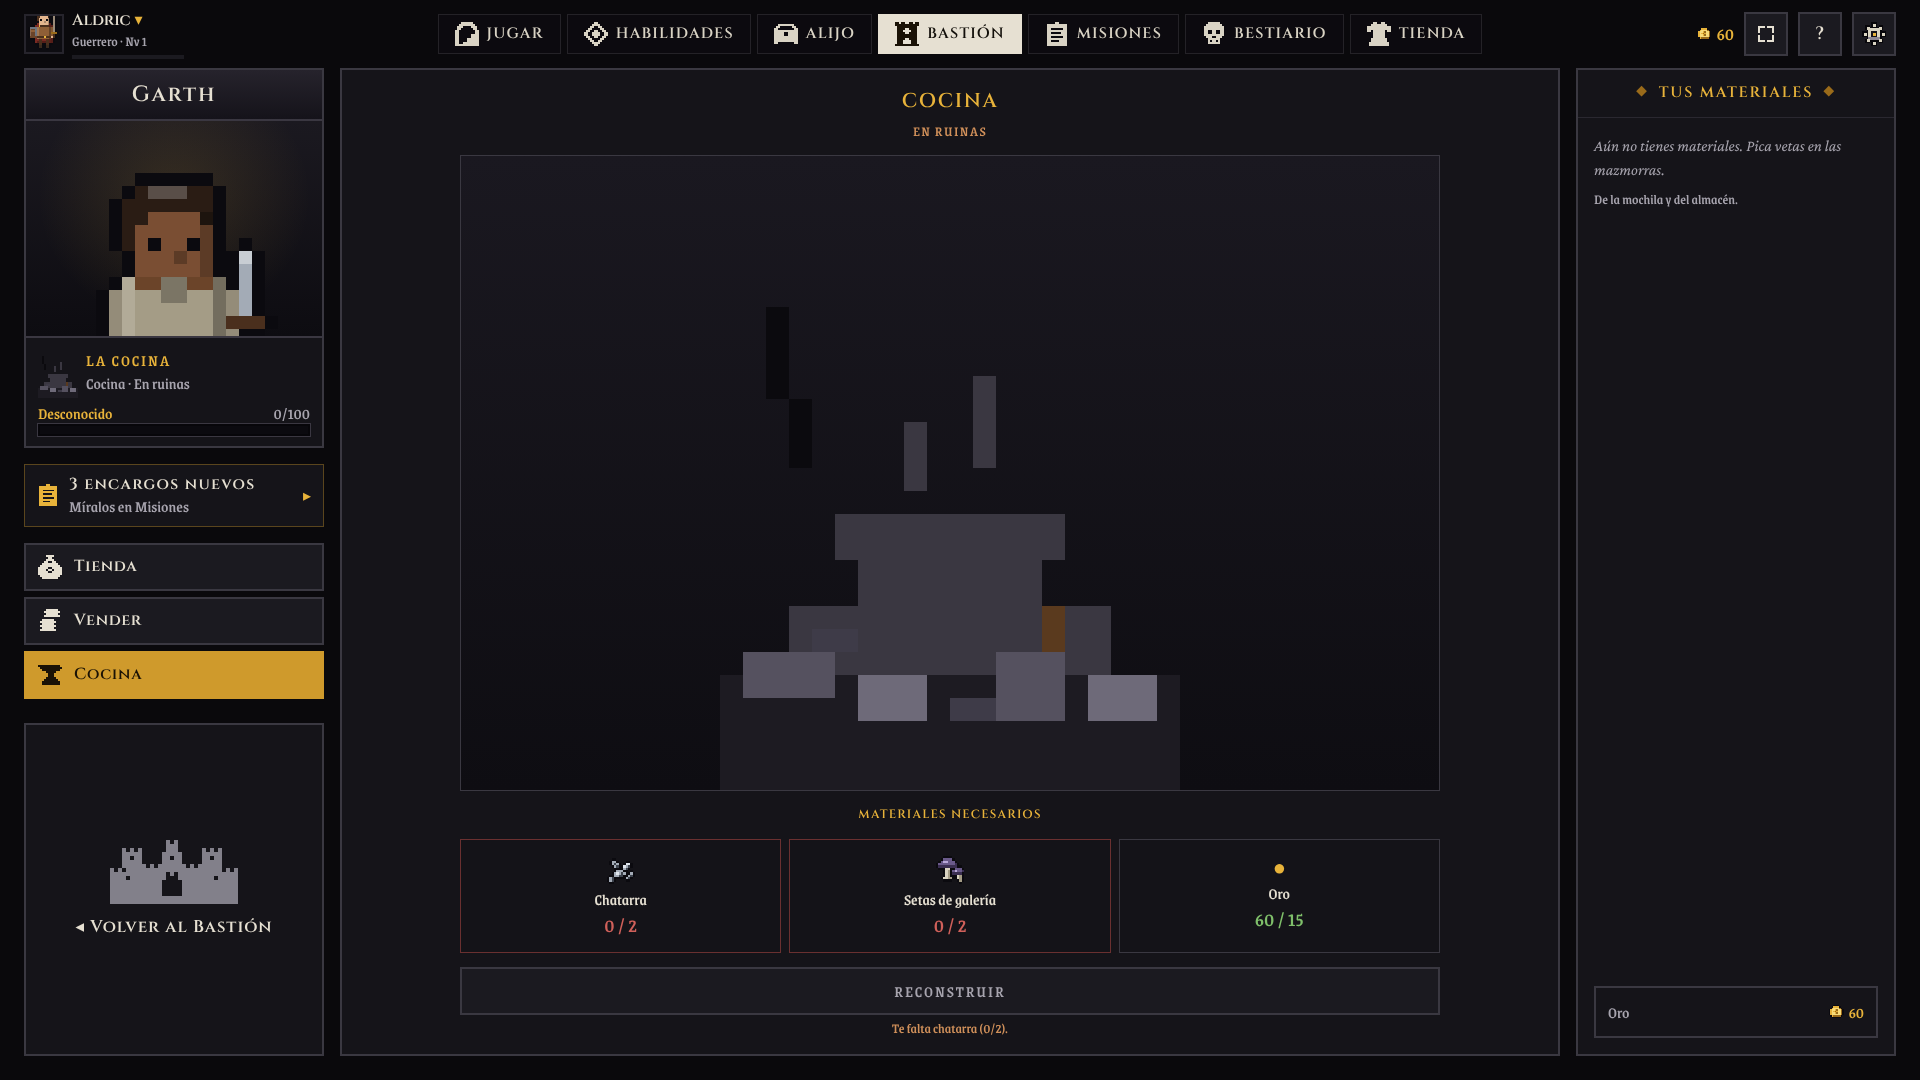 Aldric ▾
Guerrero · Nv 1
JUGAR
HABILIDADES
ALIJO
BASTIÓN
MISIONES
BESTIARIO
TIENDA
60
?
Garth
LA COCINA
Cocina · En ruinas
Desconocido 0/100
3 ENCARGOS NUEVOS
Míralos en Misiones
Tienda
Vender
Cocina
◂ Volver al Bastión
COCINA
EN RUINAS
MATERIALES NECESARIOS
Chatarra
0 / 2
Setas de galería
0 / 2
Oro
60 / 15
RECONSTRUIR
Te falta chatarra (0/2).
◆ TUS MATERIALES ◆
Aún no tienes materiales. Pica vetas en las
mazmorras.
De la mochila y del almacén.
Oro 60